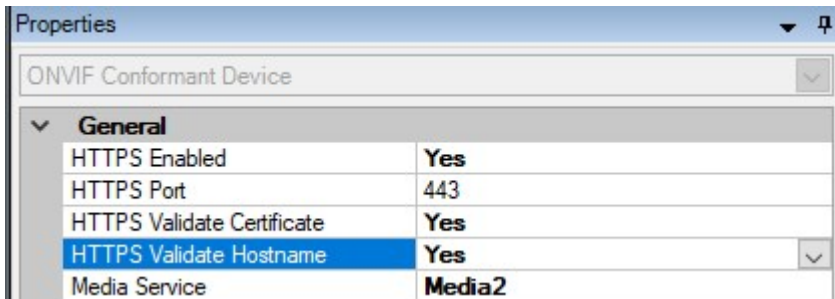 Properties
ONVIF Conformant Device
General
HTTPS Enabled Yes
HTTPS Port 443
HTTPS Validate Certificate Yes
HTTPS Validate Hostname Yes
Media Service Media2